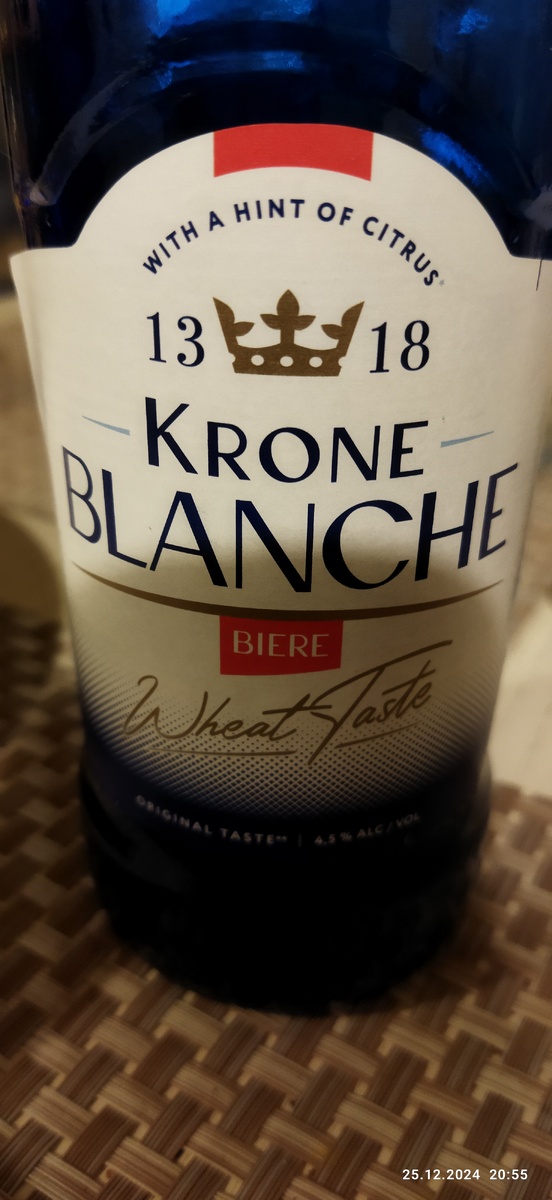 WITH A HINT OF CITRUS*
13 18
KRONE
BLANCHE
BIERE
Wheat Taste
ORIGINAL TASTE** | 4,5 % ALC / VOL
25.12.2024 20:55